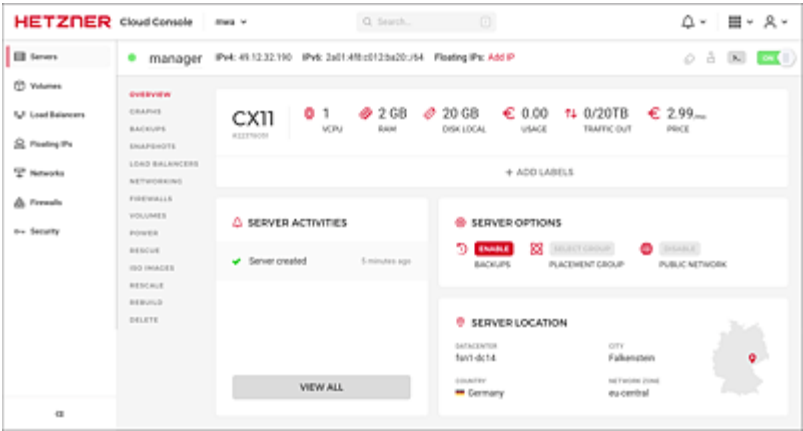 HETZNER Cloud Console mwa Search...
Servers
Volumes
Load Balancers
Floating IPs
Networks
Firewalls
Security
manager IPv4: 49.12.32.190 IPv6: Floating IPs: Add IP ON
OVERVIEW
GRAPHS
BACKUPS
SNAPSHOTS
LOAD BALANCERS
NETWORKING
FIREWALLS
VOLUMES
POWER
RESCUE
ISO IMAGES
RESCALE
REBUILD
DELETE
CX11
1 VCPU
2 GB RAM
20 GB DISK LOCAL
€ 0.00 USAGE
0/20TB TRAFFIC OUT
€ 2.99 PRICE
+ ADD LABELS
SERVER ACTIVITIES
Server created 5 minutes ago
VIEW ALL
SERVER OPTIONS
ENABLE BACKUPS
SELECT GROUP PLACEMENT GROUP
DISABLE PUBLIC NETWORK
SERVER LOCATION
DATACENTER
fsn1-dc14
CITY
Falkenstein
COUNTRY
Germany
NETWORK ZONE
eu-central